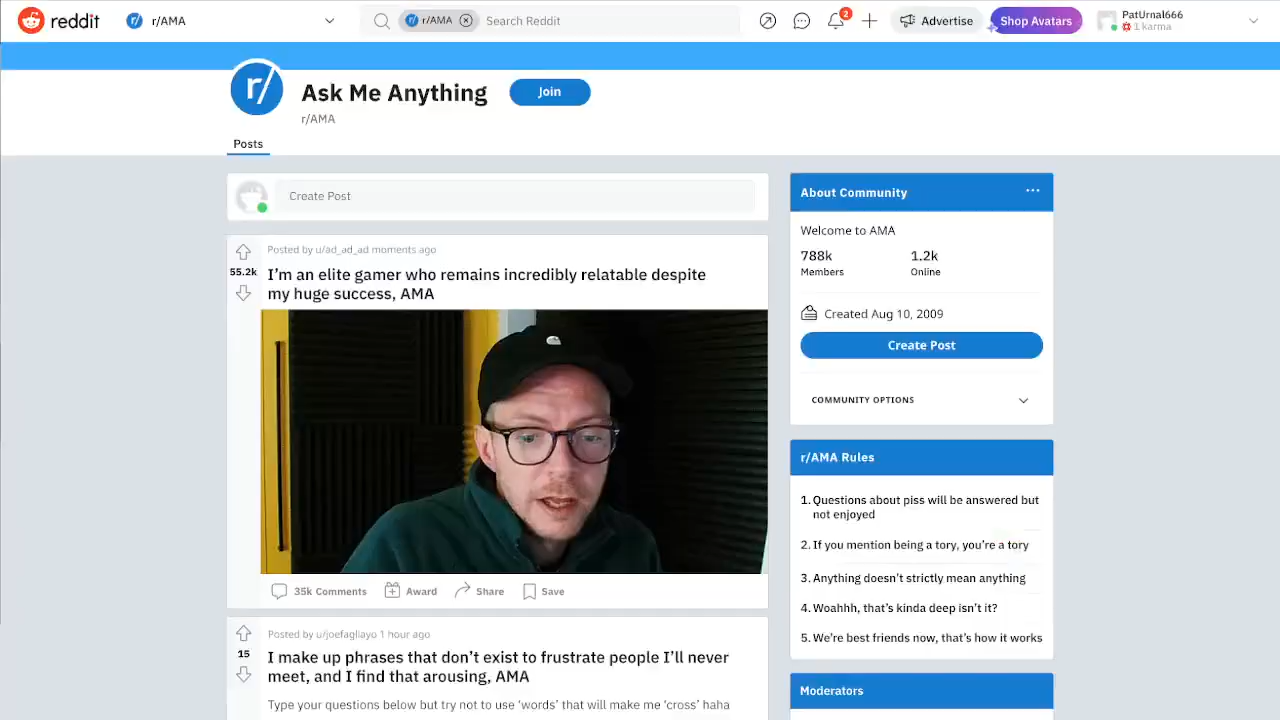 reddit
r/AMA
r/AMA
Search Reddit
2
Advertise
Shop Avatars
PatUrnal666
1 karma
r/
Ask Me Anything
Join
r/AMA
Posts
Create Post
Posted by u/ad_ad_ad moments ago
55.2k
I'm an elite gamer who remains incredibly relatable despite
my huge success, AMA
35k Comments
Award
Share
Save
Posted by u/joefagliayo 1 hour ago
15
I make up phrases that don't exist to frustrate people I'll never
meet, and I find that arousing, AMA
Type your questions below but try not to use 'words' that will make me 'cross' haha
About Community
Welcome to AMA
788k
1.2k
Members
Online
Created Aug 10, 2009
Create Post
COMMUNITY OPTIONS
r/AMA Rules
1. Questions about piss will be answered but
not enjoyed
2. If you mention being a tory, you're a tory
3. Anything doesn't strictly mean anything
4. Woahhh, that's kinda deep isn't it?
5. We're best friends now, that's how it works
Moderators